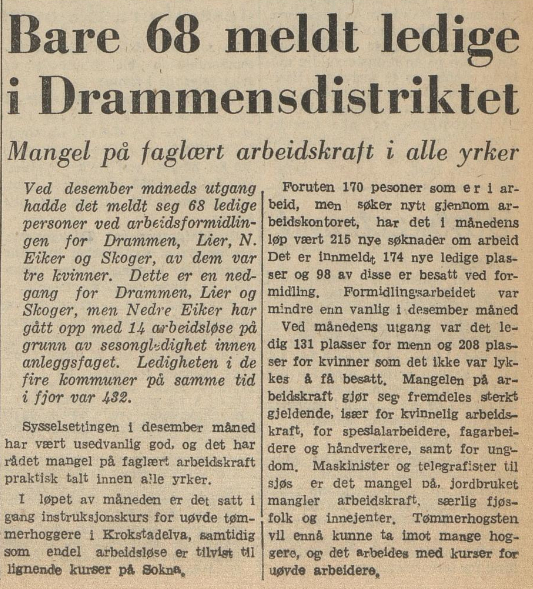 Bare 68 meldt ledige
i Drammensdistriktet
Mangel på faglært arbeidskraft i alle yrker
Ved desember måneds utgang
hadde det meldt seg 68 ledige
personer ved arbeidsformidlin-
gen for Drammen, Lier, N.
Eiker og Skoger, av dem var
tre kvinner. Dette er en ned-
gang for Drammen, Lier og
Skoger, men Nedre Eiker har
gått opp med 14 arbeidsløse på
grunn av sesongledighet innen
anleggsfaget. Ledigheten i de
fire kommuner på samme tid
i fjor var 432.
Sysselsettingen i desember måned
har vært usedvanlig god, og det har
rådet mangel på faglært arbeidskraft
praktisk talt innen alle yrker.
I løpet av måneden er det satt i
gang instruksjonskurs for uøvde tøm-
merhoggere i Krokstadelva, samtidig
som endel arbeidsløse er tilvist til
lignende kurser på Sokna.
Foruten 170 pesoner som er i ar-
beid, men søker nytt gjennom ar-
beidskontoret, har det i månedens
løp vært 215 nye søknader om arbeid
Det er innmeldt 174 nye ledige plas-
ser og 98 av disse er besatt ved for-
midling. Formidlingsarbeidet var
mindre enn vanlig i desember måned
Ved månedens utgang var det le-
dig 131 plasser for menn og 208 plas-
ser for kvinner som det ikke var lyk-
kes å få besatt. Mangelen på ar-
beidskraft gjør seg fremdeles sterkt
gjeldende, især for kvinnelig arbeids-
kraft, for spesialarbeidere, fagarbei-
dere og håndverkere, samt for ung-
dom. Maskinister og telegrafister til
sjøs er det mangel på, jordbruket
mangler arbeidskraft, særlig fjøs-
folk og innejenter. Tømmerhogsten
vil ennå kunne ta imot mange hog-
gere, og det arbeides med kurser for
uøvde arbeidere.